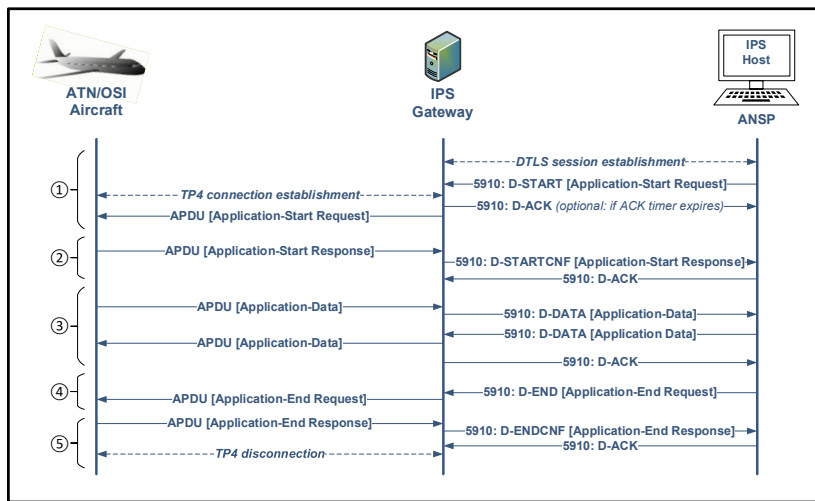 IPS
Host
ATN/OSI
Aircraft
IPS
Gateway
ANSP
①
DTLS session establishment
5910: D-START [Application-Start Request]
TP4 connection establishment
5910: D-ACK (optional: if ACK timer expires)
APDU [Application-Start Request]
②
APDU [Application-Start Response]
5910: D-STARTCNF [Application-Start Response]
5910: D-ACK
③
APDU [Application-Data]
5910: D-DATA [Application-Data]
5910: D-DATA [Application Data]
APDU [Application-Data]
5910: D-ACK
④
5910: D-END [Application-End Request]
APDU [Application-End Request]
⑤
APDU [Application-End Response]
5910: D-ENDCNF [Application-End Response]
5910: D-ACK
TP4 disconnection